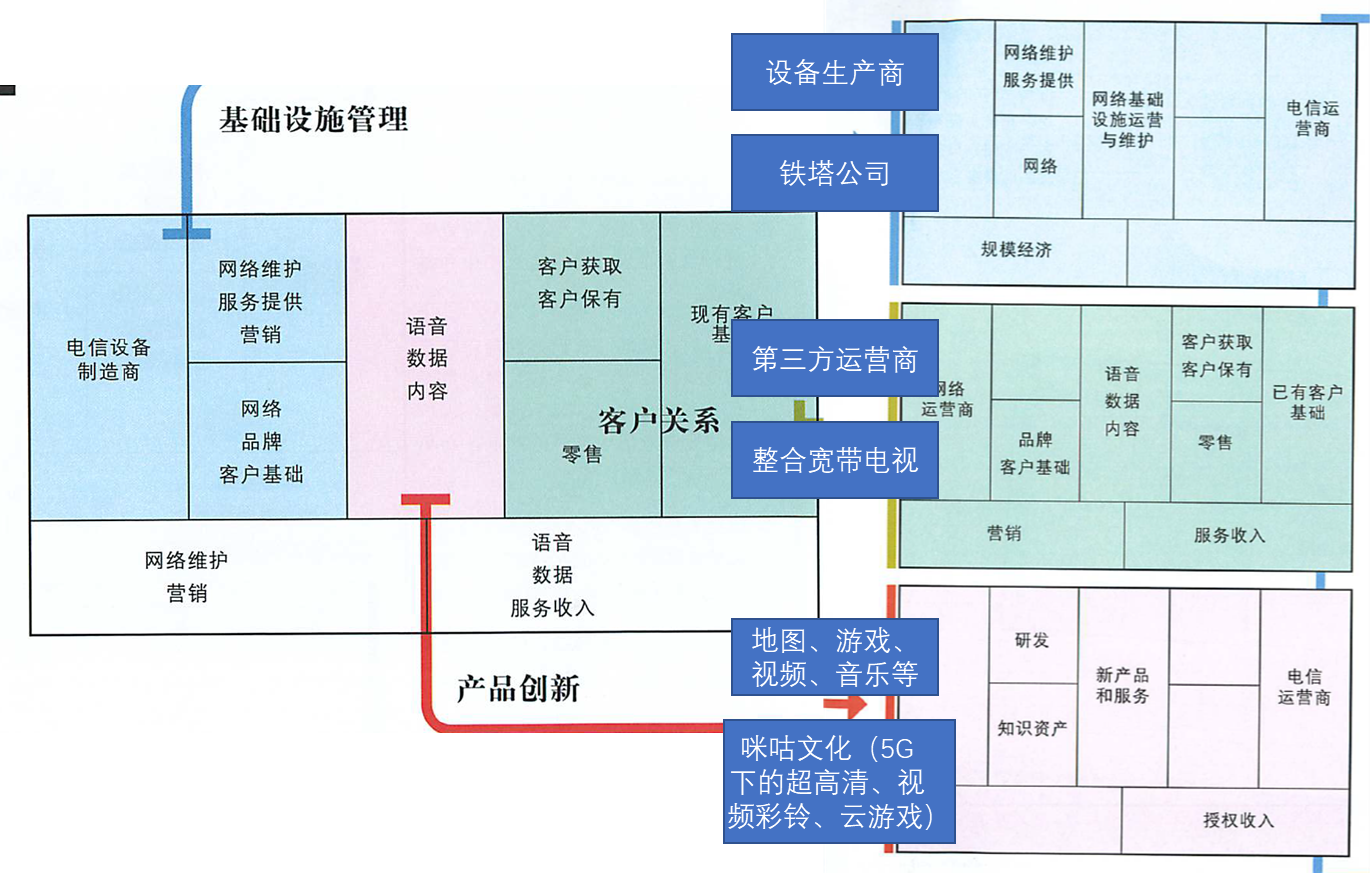 基础设施管理
电信设备
制造商
网络维护
服务提供
营销
网络
品牌
客户基础
语音
数据
内容
客户获取
客户保有
零售
现有客户
基
客户关系
网络维护
营销
语音
数据
服务收入
产品创新
设备生产商
铁塔公司
网络维护
服务提供
网络
网络基础
设施运营
与维护
电信运
营商
规模经济
第三方运营商
整合宽带电视
网络
运营商
品牌
客户基础
语音
数据
内容
客户获取
客户保有
零售
已有客户
基础
营销
服务收入
地图、游戏、
视频、音乐等
咪咕文化（5G
下的超高清、视
频彩铃、云游戏）
研发
知识资产
新产品
和服务
电信
运营商
授权收入